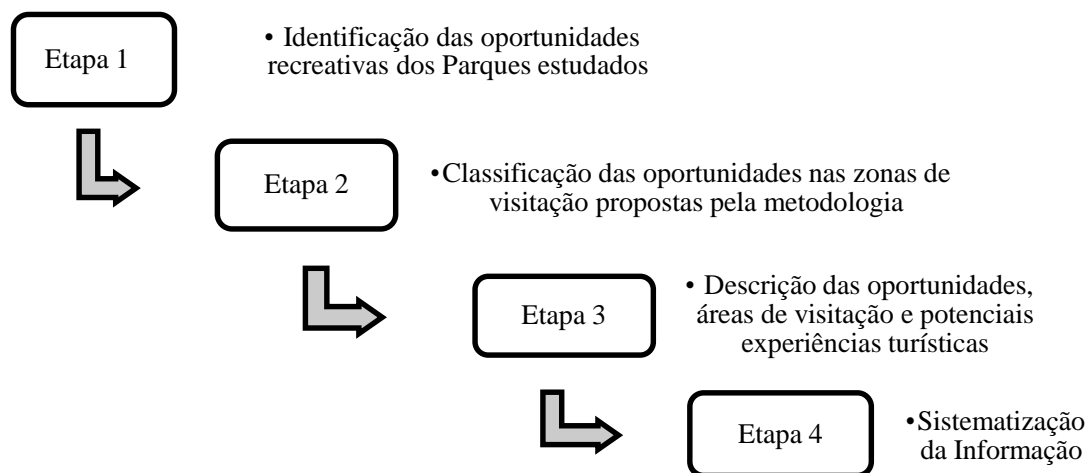 Etapa 1
• Identificação das oportunidades
recreativas dos Parques estudados
Etapa 2
•Classificação das oportunidades nas zonas de
visitação propostas pela metodologia
Etapa 3
• Descrição das oportunidades,
áreas de visitação e potenciais
experiências turísticas
Etapa 4
•Sistematização
da Informação